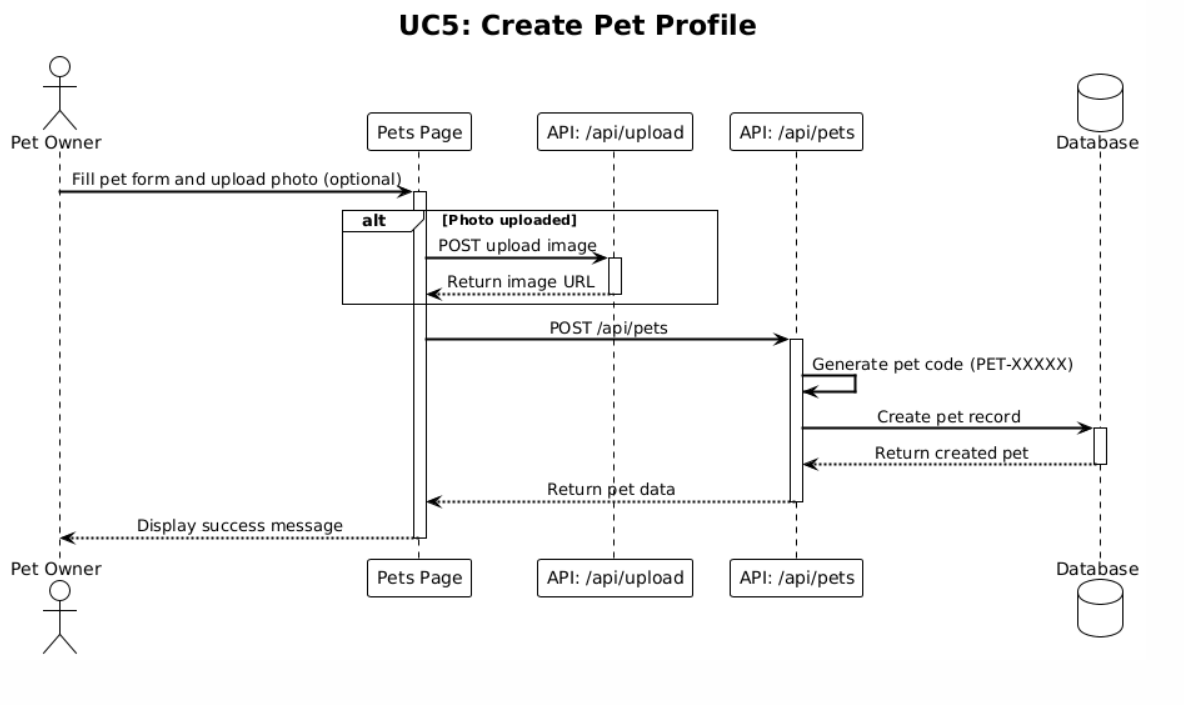 UC5: Create Pet Profile
Pet Owner
Pets Page
API: /api/upload
API: /api/pets
Database
Fill pet form and upload photo (optional)
alt
[Photo uploaded]
POST upload image
Return image URL
POST /api/pets
Generate pet code (PET-XXXXX)
Create pet record
Return created pet
Return pet data
Display success message
Pet Owner
Pets Page
API: /api/upload
API: /api/pets
Database